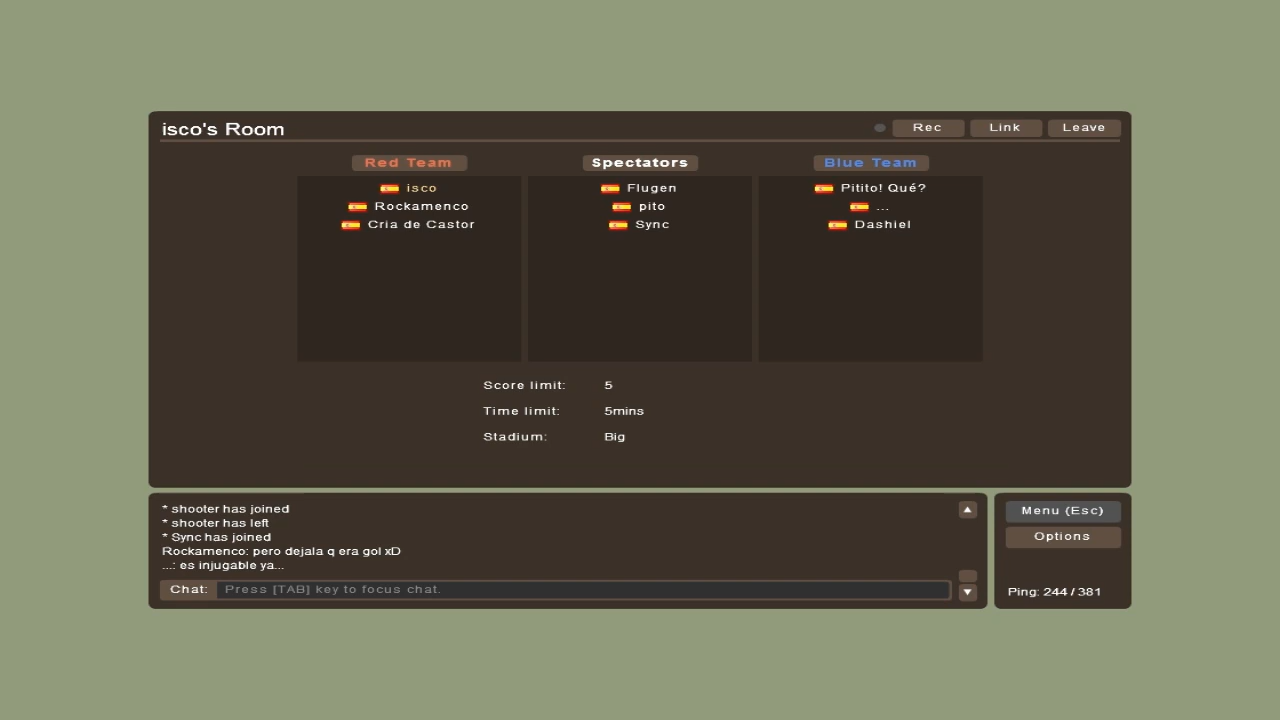 isco's Room
Rec
Link
Leave
Red Team
Spectators
Blue Team
isco
Rockamenco
Cria de Castor
Flugen
pito
Sync
Pitito! Qué?
...
Dashiel
Score limit: 5
Time limit: 5mins
Stadium: Big
* shooter has joined
* shooter has left
* Sync has joined
Rockamenco: pero dejala q era gol xD
...: es injugable ya...
Chat: Press [TAB] key to focus chat.
Menu (Esc)
Options
Ping: 244 / 381